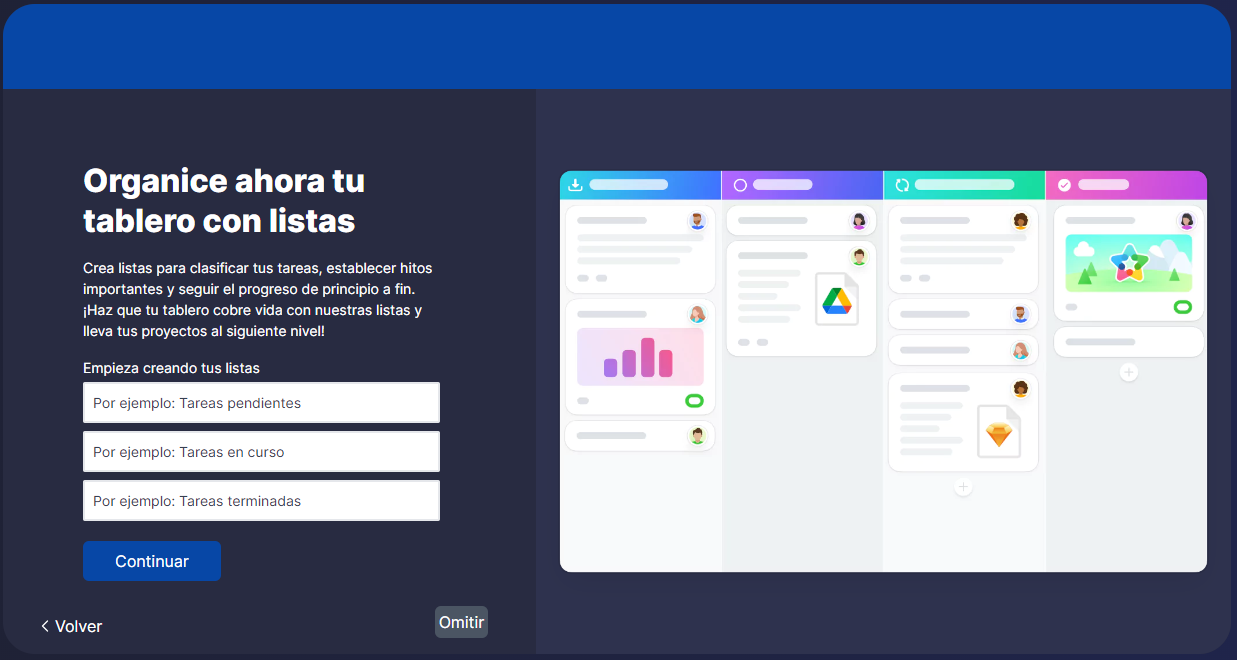 Organice ahora tu
tablero con listas
Crea listas para clasificar tus tareas, establecer hitos
importantes y seguir el progreso de principio a fin.
¡Haz que tu tablero cobre vida con nuestras listas y
lleva tus proyectos al siguiente nivel!
Empieza creando tus listas
Por ejemplo: Tareas pendientes
Por ejemplo: Tareas en curso
Por ejemplo: Tareas terminadas
Continuar
Volver
Omitir